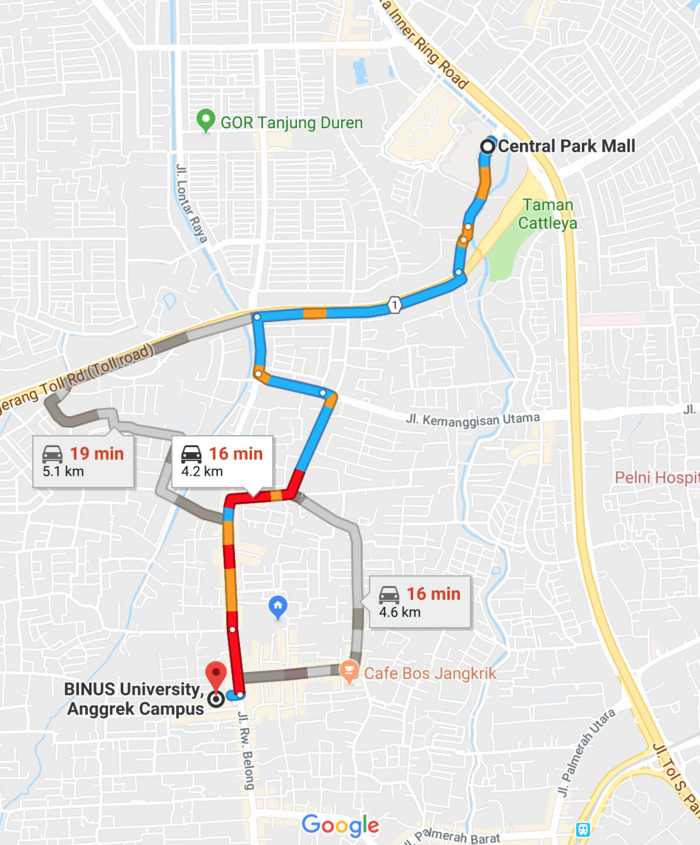 a Inner Ring Road
GOR Tanjung Duren
Central Park Mall
Jl. Lontar Raya
Taman
Cattleya
1
gerang Toll Rd (Toll road)
Jl. Kemanggisan Utama
Jl.
19 min
5.1 km
16 min
4.2 km
Pelni Hospit
16 min
4.6 km
Cafe Bos Jangkrik
BINUS University,
Anggrek Campus
Jl. Rw. Belong
Jl. Palmerah Utara
Jl. Tol S. Par
Google
Jl. Palmerah Barat